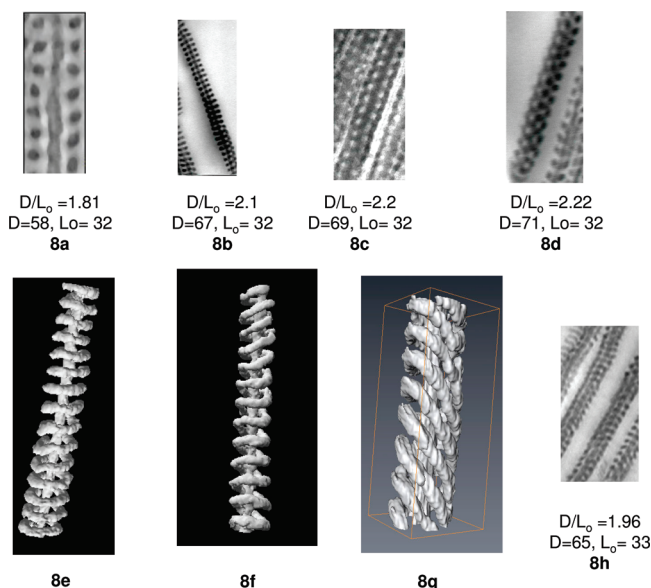 D/Lₒ =1.81
D=58, Lo= 32
8a
D/Lₒ =2.1
D=67, Lₒ= 32
8b
D/Lₒ =2.2
D=69, Lo= 32
8c
D/Lₒ =2.22
D=71, Lo= 32
8d
8e
8f
8g
D/Lₒ =1.96
D=65, Lₒ= 33
8h